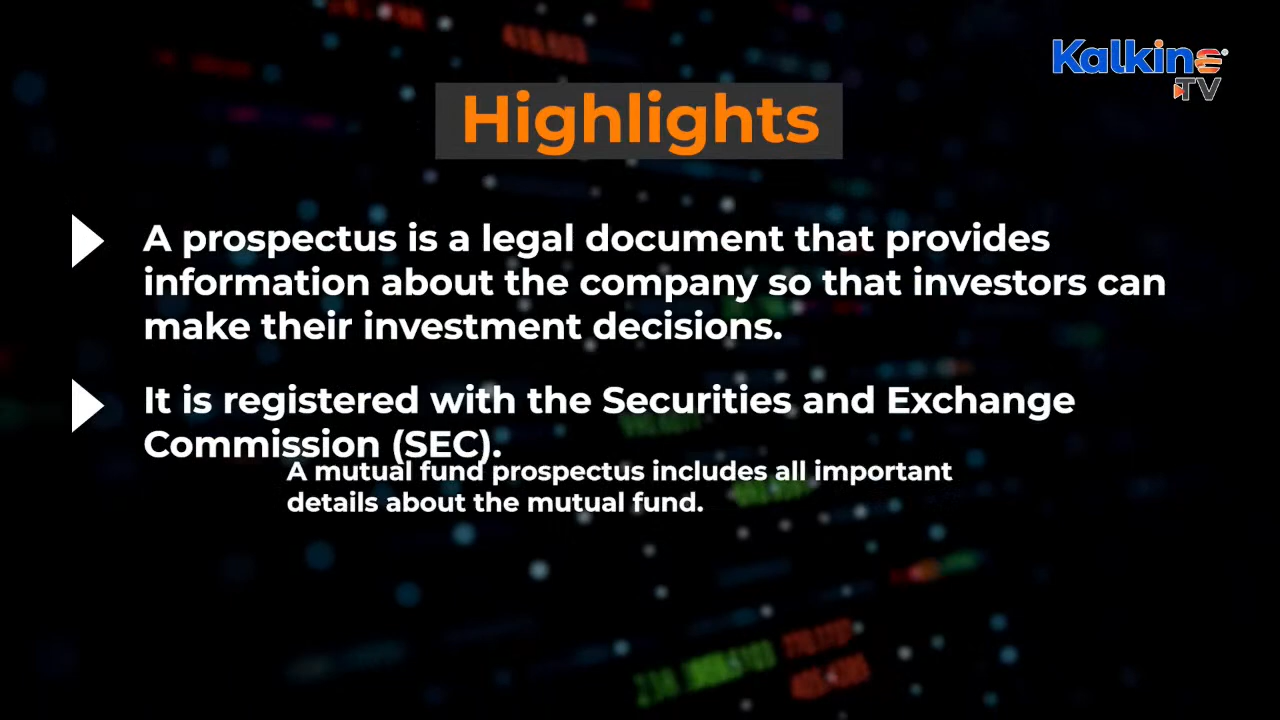 Kalkine
TV
Highlights
A prospectus is a legal document that provides
information about the company so that investors can
make their investment decisions.
It is registered with the Securities and Exchange
Commission (SEC).
A mutual fund prospectus includes all important
details about the mutual fund.